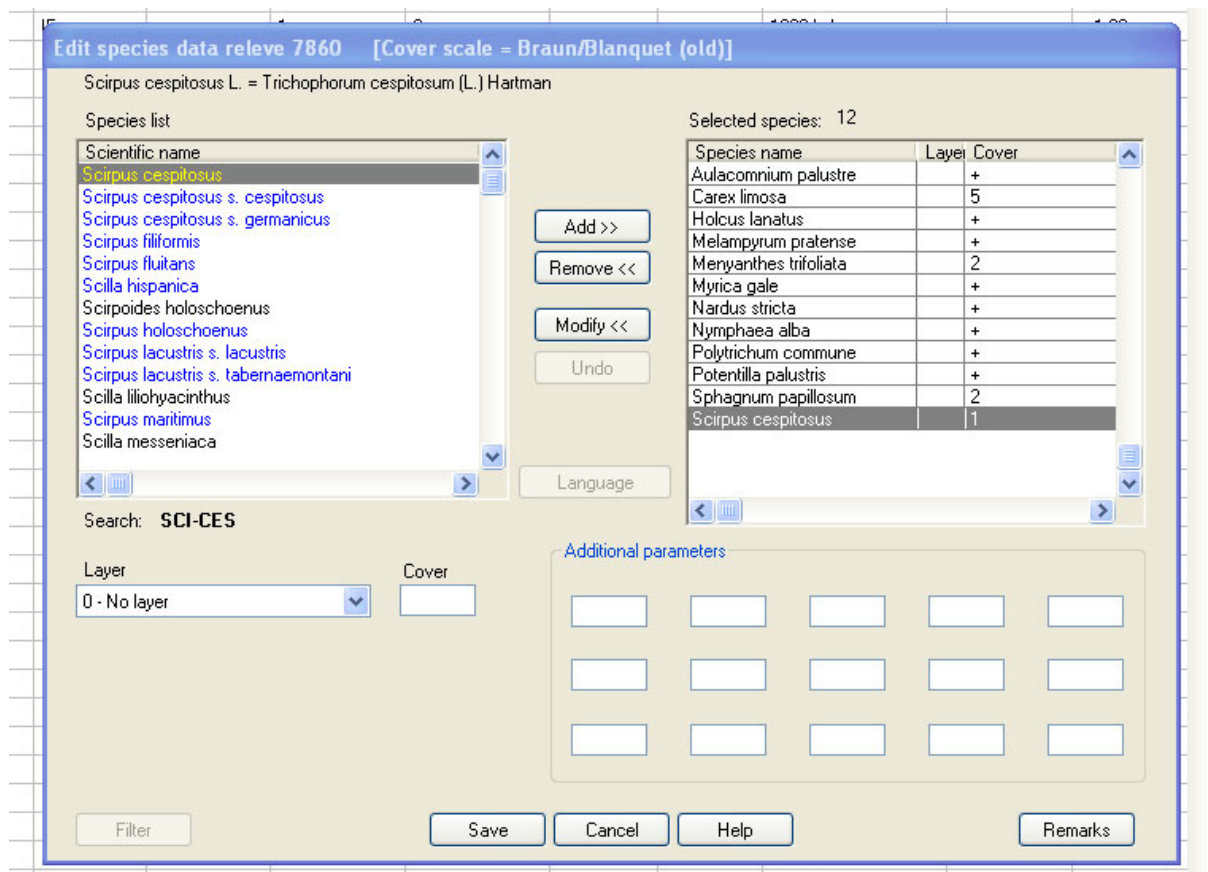 Edit species data releve 7860 [Cover scale = Braun/Blanquet (old)]
Scirpus cespitosus L. = Trichophorum cespitosum (L.) Hartman
Species list
Scientific name
Scirpus cespitosus
Scirpus cespitosus s. cespitosus
Scirpus cespitosus s. germanicus
Scirpus filiformis
Scirpus fluitans
Scilla hispanica
Scirpoides holoschoenus
Scirpus holoschoenus
Scirpus lacustris s. lacustris
Scirpus lacustris s. tabernaemontani
Scilla liliohyacinthus
Scirpus maritimus
Scilla messeniaca
Search: SCI-CES
Layer
0 - No layer
Cover
Add >>
Remove <<
Modify <<
Undo
Language
Selected species: 12
Species name Layer Cover
Aulacomnium palustre +
Carex limosa 5
Holcus lanatus +
Melampyrum pratense +
Menyanthes trifoliata 2
Myrica gale +
Nardus stricta +
Nymphaea alba +
Polytrichum commune +
Potentilla palustris +
Sphagnum papillosum 2
Scirpus cespitosus 1
Additional parameters
Filter
Save
Cancel
Help
Remarks